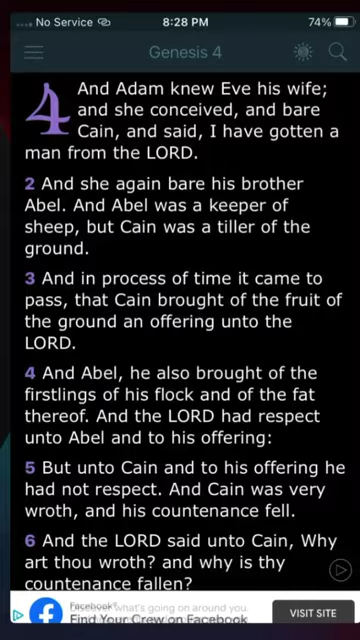 No Service
8:28 PM
74%
Genesis 4
4 And Adam knew Eve his wife;
and she conceived, and bare
Cain, and said, I have gotten a
man from the LORD.
2 And she again bare his brother
Abel. And Abel was a keeper of
sheep, but Cain was a tiller of the
ground.
3 And in process of time it came to
pass, that Cain brought of the fruit of
the ground an offering unto the
LORD.
4 And Abel, he also brought of the
firstlings of his flock and of the fat
thereof. And the LORD had respect
unto Abel and to his offering:
5 But unto Cain and to his offering he
had not respect. And Cain was very
wroth, and his countenance fell.
6 And the LORD said unto Cain, Why
art thou wroth? and why is thy
countenance fallen?
Facebook®
Discover what's going on around you.
Find Your Crew on Facebook
VISIT SITE